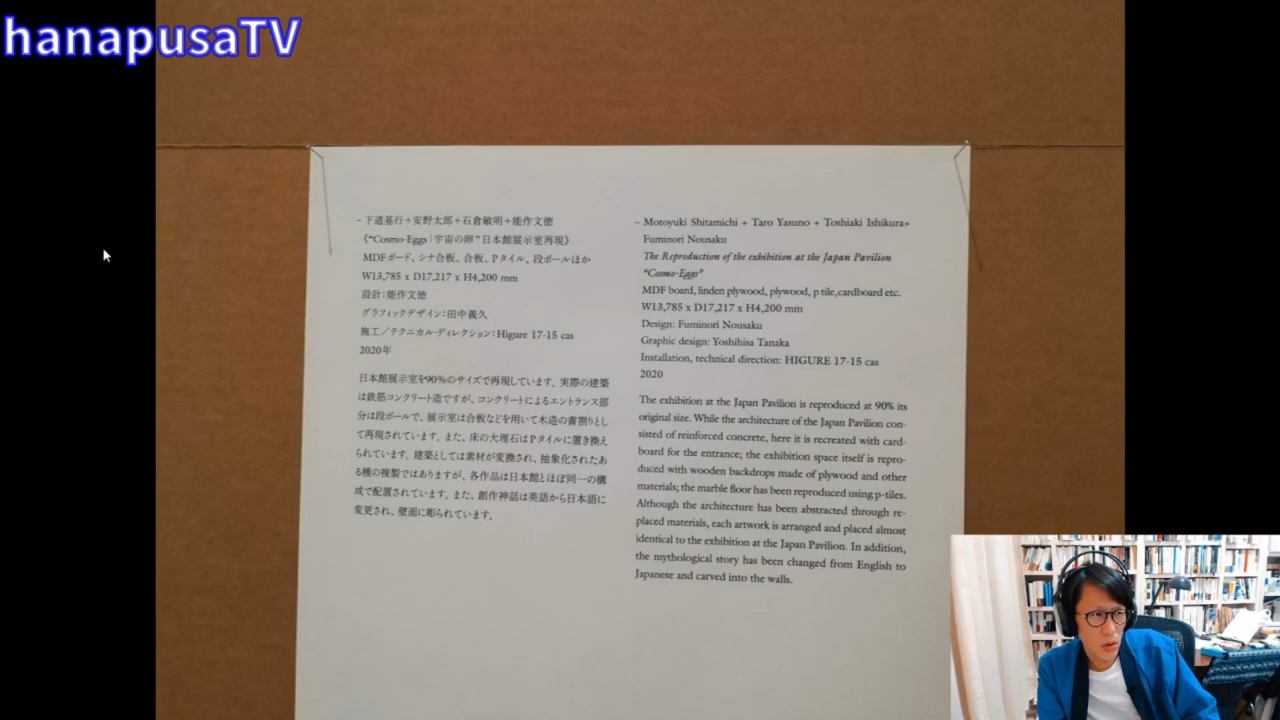 hanapusaTV
– 下道基行+安野太郎+石倉敏明+能作文徳
《“Cosmo-Eggs｜宇宙の卵”日本館展示室再現》
MDFボード、シナ合板、合板、Pタイル、段ボールほか
W13,785 x D17,217 x H4,200 mm
設計:能作文徳
グラフィックデザイン:田中義久
施工／テクニカル・ディレクション:Higure 17-15 cas
2020年
日本館展示室を90%のサイズで再現しています。実際の建築
は鉄筋コンクリート造ですが、コンクリートによるエントランス部
分は段ボールで、展示室は合板などを用いて木造の書割りとし
て再現されています。また、床の大理石はPタイルに置き換え
られています。建築としては素材が変換され、抽象化されたあ
る種の複製ではありますが、各作品は日本館とほぼ同一の構
成で配置されています。また、創作神話は英語から日本語に
変更され、壁面に彫られています。
– Motoyuki Shitamichi + Taro Yasuno + Toshiaki Ishikura+
Fuminori Nousaku
The Reproduction of the exhibition at the Japan Pavilion
“Cosmo-Eggs”
MDF board, linden plywood, plywood, p tile,cardboard etc.
W13,785 x D17,217 x H4,200 mm
Design: Fuminori Nousaku
Graphic design: Yoshihisa Tanaka
Installation, technical direction: HIGURE 17-15 cas
2020
The exhibition at the Japan Pavilion is reproduced at 90% its
original size. While the architecture of the Japan Pavilion con-
sisted of reinforced concrete, here it is recreated with card-
board for the entrance; the exhibition space itself is repro-
duced with wooden backdrops made of plywood and other
materials; the marble floor has been reproduced using p-tiles.
Although the architecture has been abstracted through re-
placed materials, each artwork is arranged and placed almost
identical to the exhibition at the Japan Pavilion. In addition,
the mythological story has been changed from English to
Japanese and carved into the walls.